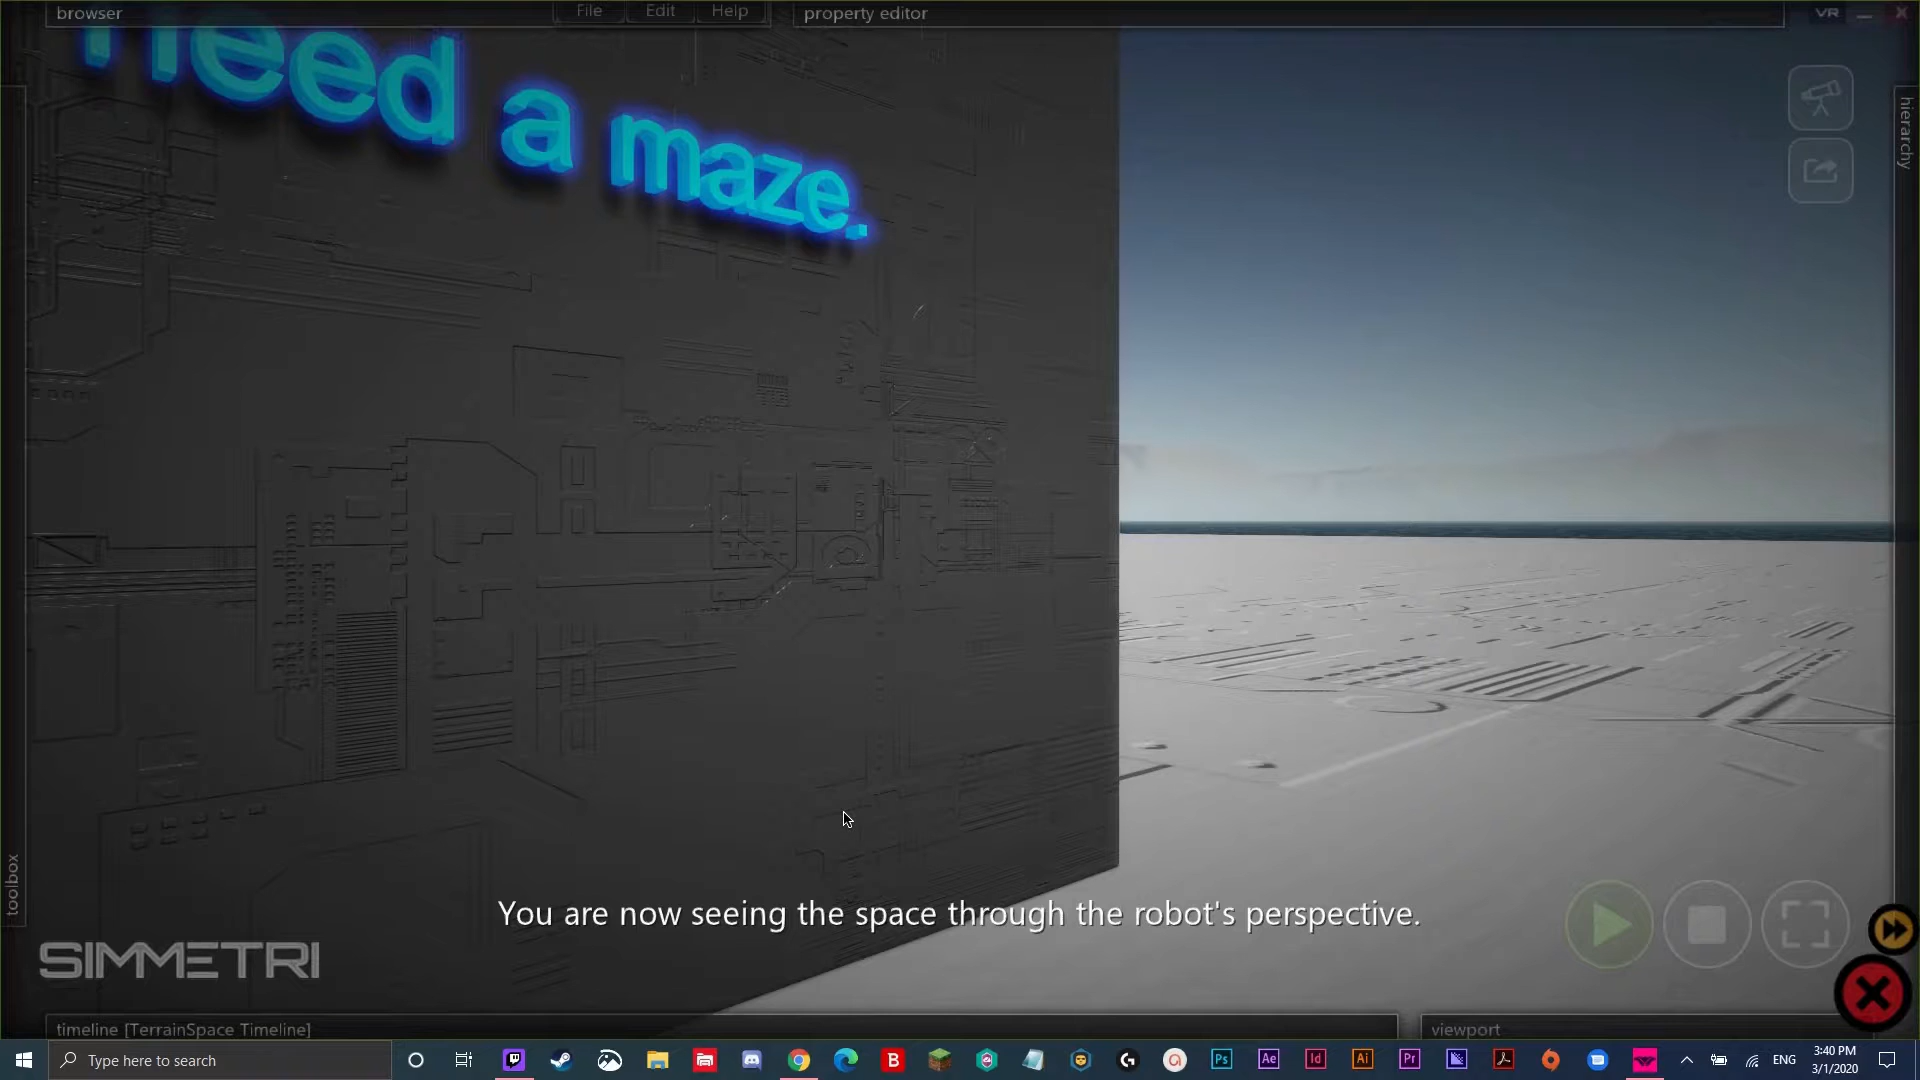 browser
File Edit Help
property editor
VR
need a maze.
hierarchy
toolbox
You are now seeing the space through the robot's perspective.
SIMMETRI
timeline [TerrainSpace Timeline]
viewport
Type here to search
B
Ps
Ae
Id
Ai
Pr
ENG
3:40 PM
3/1/2020